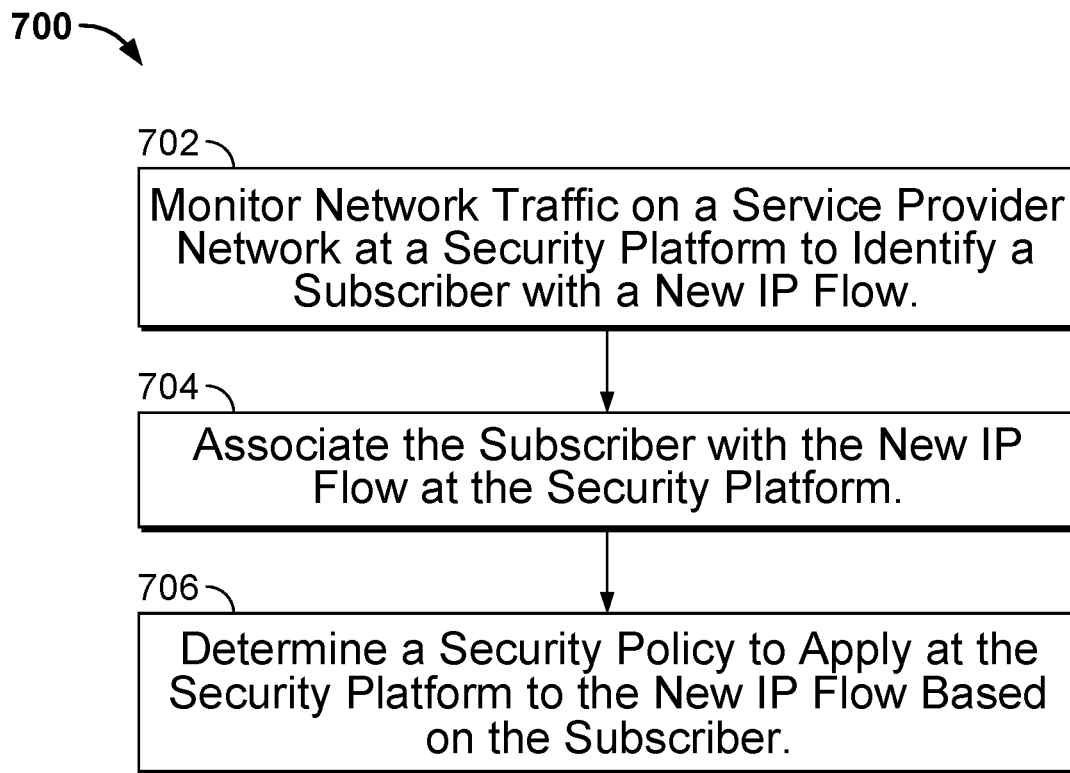 700
702
Monitor Network Traffic on a Service Provider
Network at a Security Platform to Identify a
Subscriber with a New IP Flow.
704
Associate the Subscriber with the New IP
Flow at the Security Platform.
706
Determine a Security Policy to Apply at the
Security Platform to the New IP Flow Based
on the Subscriber.